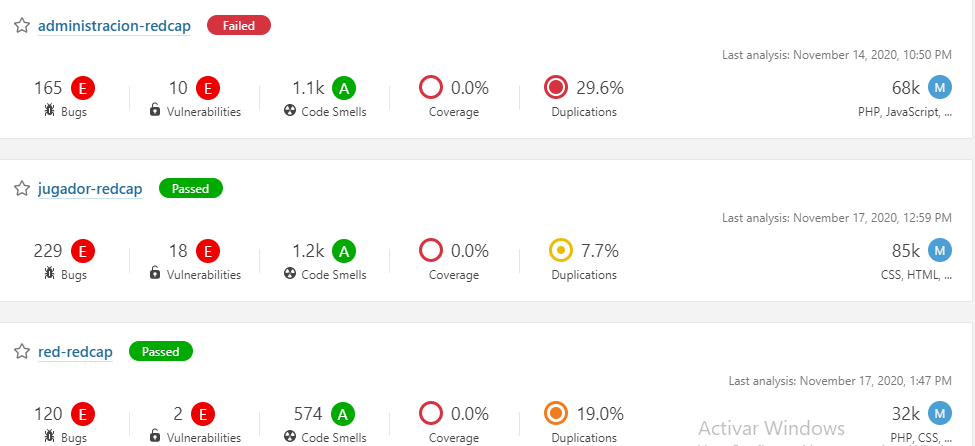 administracion-redcap Failed
Last analysis: November 14, 2020, 10:50 PM
165 E 10 E 1.1k A 0.0% 29.6% 68k M
Bugs Vulnerabilities Code Smells Coverage Duplications PHP, JavaScript, ...
jugador-redcap Passed
Last analysis: November 17, 2020, 12:59 PM
229 E 18 E 1.2k A 0.0% 7.7% 85k M
Bugs Vulnerabilities Code Smells Coverage Duplications CSS, HTML, ...
red-redcap Passed
Last analysis: November 17, 2020, 1:47 PM
120 E 2 E 574 A 0.0% 19.0% 32k M
Bugs Vulnerabilities Code Smells Coverage Duplications PHP, CSS, ...
Activar Windows